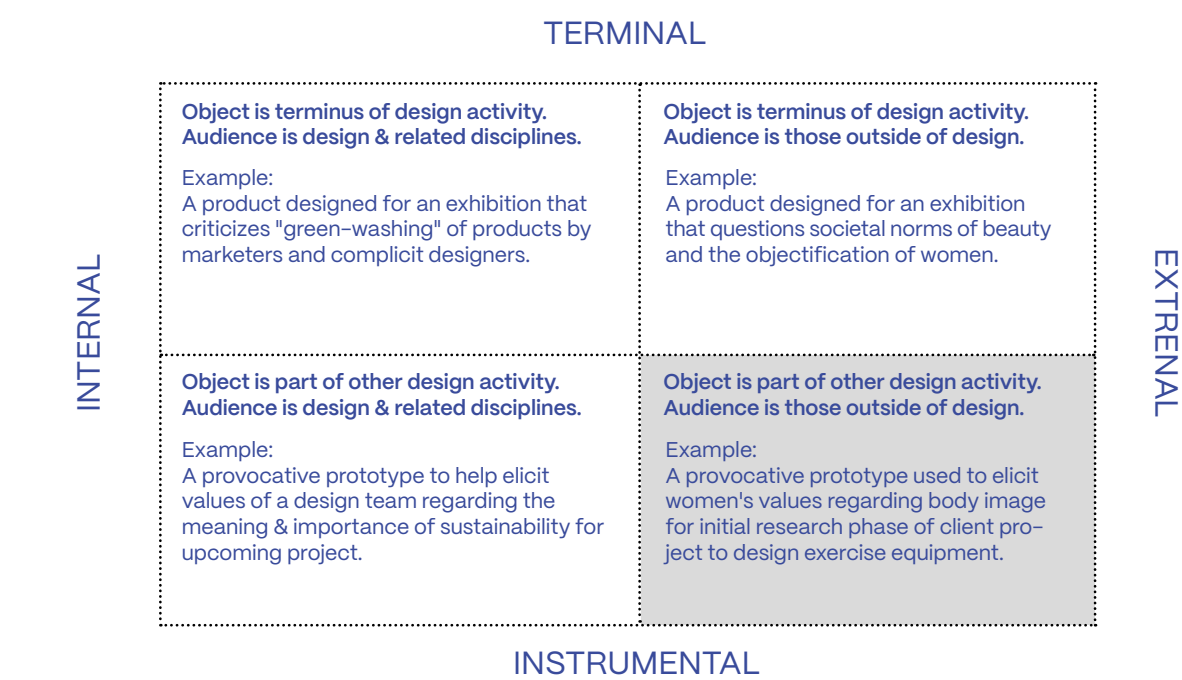 TERMINAL
Object is terminus of design activity.
Audience is design & related disciplines.
Example:
A product designed for an exhibition that
criticizes "green-washing" of products by
marketers and complicit designers.
Object is terminus of design activity.
Audience is those outside of design.
Example:
A product designed for an exhibition
that questions societal norms of beauty
and the objectification of women.
INTERNAL
EXTRENAL
Object is part of other design activity.
Audience is design & related disciplines.
Example:
A provocative prototype to help elicit
values of a design team regarding the
meaning & importance of sustainability for
upcoming project.
Object is part of other design activity.
Audience is those outside of design.
Example:
A provocative prototype used to elicit
women's values regarding body image
for initial research phase of client pro-
ject to design exercise equipment.
INSTRUMENTAL